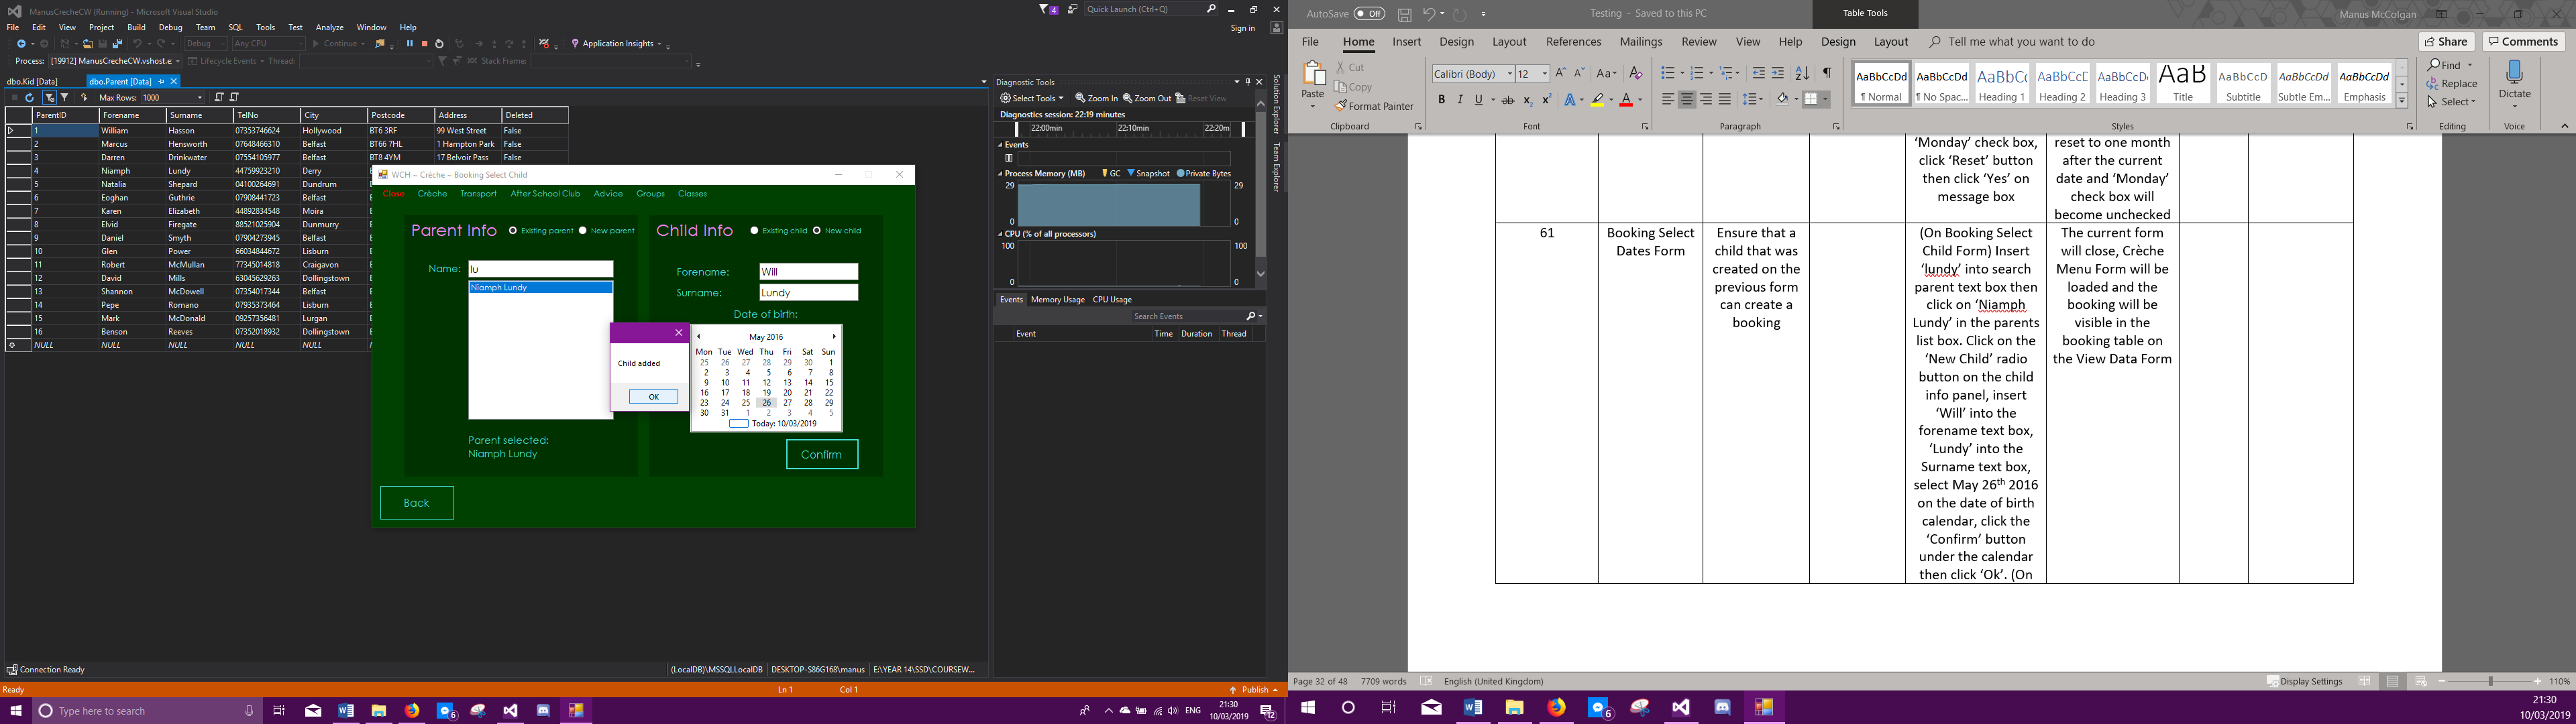 ManusCrecheCW (Running) - Microsoft Visual Studio
4
Quick Launch (Ctrl+Q)
File Edit View Project Build Debug Team SQL Tools Test Analyze Window Help
Sign in
Debug Any CPU Continue Application Insights
Process: [19912] ManusCrecheCW.vshost.e Lifecycle Events Thread: Stack Frame:
dbo.Kid [Data] dbo.Parent [Data]
Max Rows: 1000
ParentID Forename Surname TelNo City Postcode Address Deleted
1 William Hasson 07353746624 Hollywood BT6 3RF 99 West Street False
2 Marcus Hensworth 07648466310 Belfast BT66 7HL 1 Hampton Park False
3 Darren Drinkwater 07554105977 Belfast BT8 4YM 17 Belvoir Pass False
4 Niamph Lundy 44759923210 Derry
5 Natalia Shepard 04100264691 Dundrum
6 Eoghan Guthrie 07908441723 Belfast
7 Karen Elizabeth 44892834548 Moira
8 Elvid Firegate 88521025904 Dunmurry
9 Daniel Smyth 07904273945 Belfast
10 Glen Power 66034844672 Lisburn
11 Robert McMullan 77345014818 Craigavon
12 David Mills 63045629263 Dollingstown
13 Shannon McDowell 07354017344 Belfast
14 Pepe Romano 07935373464 Lisburn
15 Mark McDonald 09257356481 Lurgan
16 Benson Reeves 07352018932 Dollingstown
NULL NULL NULL NULL NULL
WCH ~ Crèche ~ Booking Select Child
Close Crèche Transport After School Club Advice Groups Classes
Parent Info Existing parent New parent
Name: lu
Niamph Lundy
Parent selected:
Niamph Lundy
Child Info Existing child New child
Forename: Will
Surname: Lundy
Date of birth:
May 2016
Mon Tue Wed Thu Fri Sat Sun
25 26 27 28 29 30 1
2 3 4 5 6 7 8
9 10 11 12 13 14 15
16 17 18 19 20 21 22
23 24 25 26 27 28 29
30 31 1 2 3 4 5
Today: 10/03/2019
Confirm
Child added
OK
Back
Diagnostic Tools
Select Tools Zoom In Zoom Out Reset View
Diagnostics session: 22:19 minutes
22:00min 22:10min 22:20m
Events
Process Memory (MB) GC Snapshot Private Bytes
29 29
0 0
CPU (% of all processors)
100 100
0 0
Events Memory Usage CPU Usage
Search Events
Event Time Duration Thread
Solution Explorer
Team Explorer
Connection Ready (LocalDB)\MSSQLLocalDB DESKTOP-S86G168\manus E:\YEAR 14\SSD\COURSEW...
Ready Ln 1 Col 1 Publish
Type here to search
6
ENG
21:30
10/03/2019
12
AutoSave Off
Testing - Saved to this PC
Table Tools
Manus McColgan
File Home Insert Design Layout References Mailings Review View Help Design Layout Tell me what you want to do Share Comments
Paste
Cut
Copy
Format Painter
Clipboard
Calibri (Body) 12
Font
Paragraph
AaBbCcDd AaBbCcDd AaBbCc AaBbCcE AaBbCcD AaB AaBbCcD AaBbCcDd AaBbCcDd
¶ Normal ¶ No Spac... Heading 1 Heading 2 Heading 3 Title Subtitle Subtle Em... Emphasis
Styles
Find
Replace
Select
Editing
Dictate
Voice
‘Monday’ check box,
click ‘Reset’ button
then click ‘Yes’ on
message box
reset to one month
after the current
date and ‘Monday’
check box will
become unchecked
61
Booking Select
Dates Form
Ensure that a
child that was
created on the
previous form
can create a
booking
(On Booking Select
Child Form) Insert
‘lundy’ into search
parent text box then
click on ‘Niamph
Lundy’ in the parents
list box. Click on the
‘New Child’ radio
button on the child
info panel, insert
‘Will’ into the
forename text box,
‘Lundy’ into the
Surname text box,
select May 26th 2016
on the date of birth
calendar, click the
‘Confirm’ button
under the calendar
then click ‘Ok’. (On
The current form
will close, Crèche
Menu Form will be
loaded and the
booking will be
visible in the
booking table on
the View Data Form
Page 32 of 48 7709 words English (United Kingdom) Display Settings 110%
6
21:30
10/03/2019